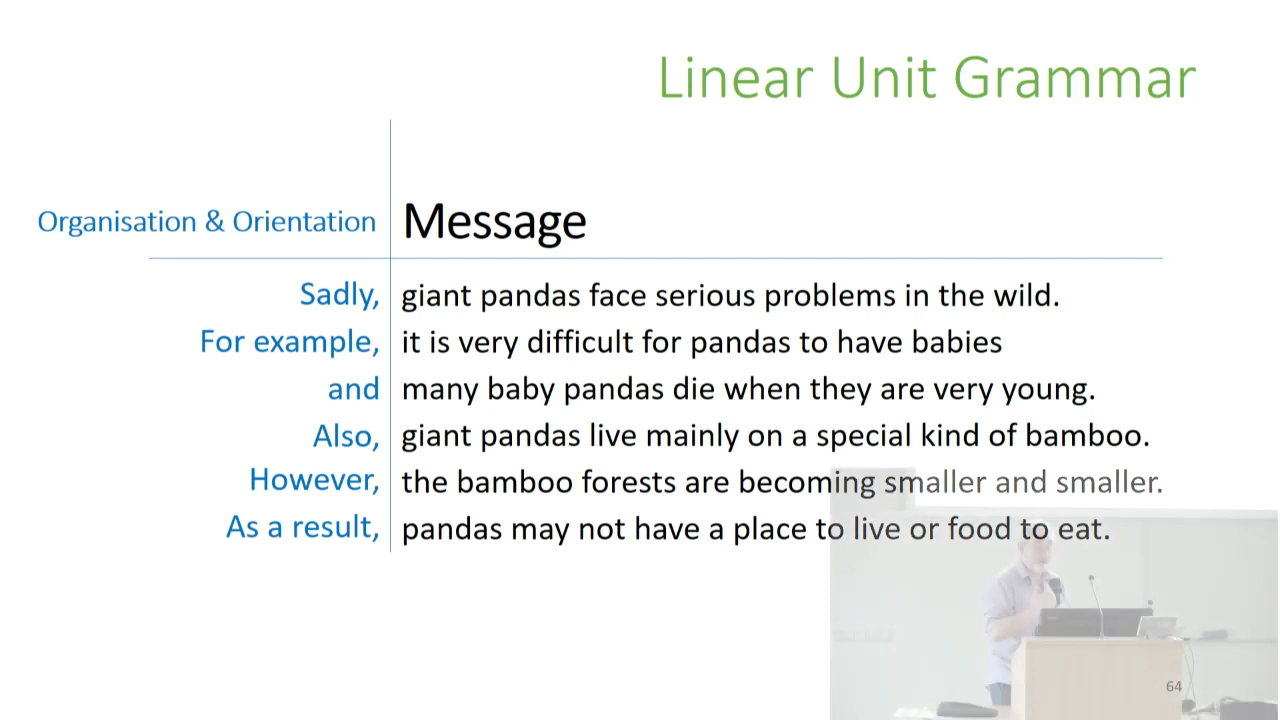 Linear Unit Grammar
Organisation & Orientation Message
Sadly, giant pandas face serious problems in the wild.
For example, it is very difficult for pandas to have babies
and many baby pandas die when they are very young.
Also, giant pandas live mainly on a special kind of bamboo.
However, the bamboo forests are becoming smaller and smaller.
As a result, pandas may not have a place to live or food to eat.
64